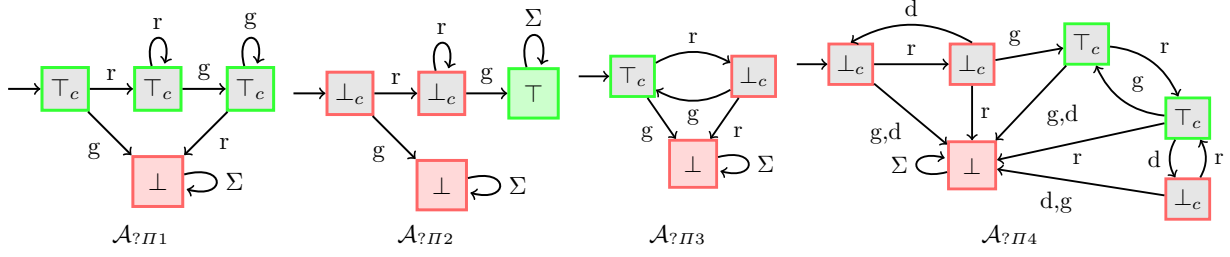 r g Σ d g r
⊤c r ⊤c g ⊤c ⊥c r ⊥c g ⊤ ⊤c r ⊥c g ⊥c r ⊥c g ⊤c
g r g g r g,d r g,d g r ⊤c
⊥ Σ ⊥ Σ ⊥ Σ Σ ⊥ d r
d,g ⊥c
𝒜?Π1 𝒜?Π2 𝒜?Π3 𝒜?Π4